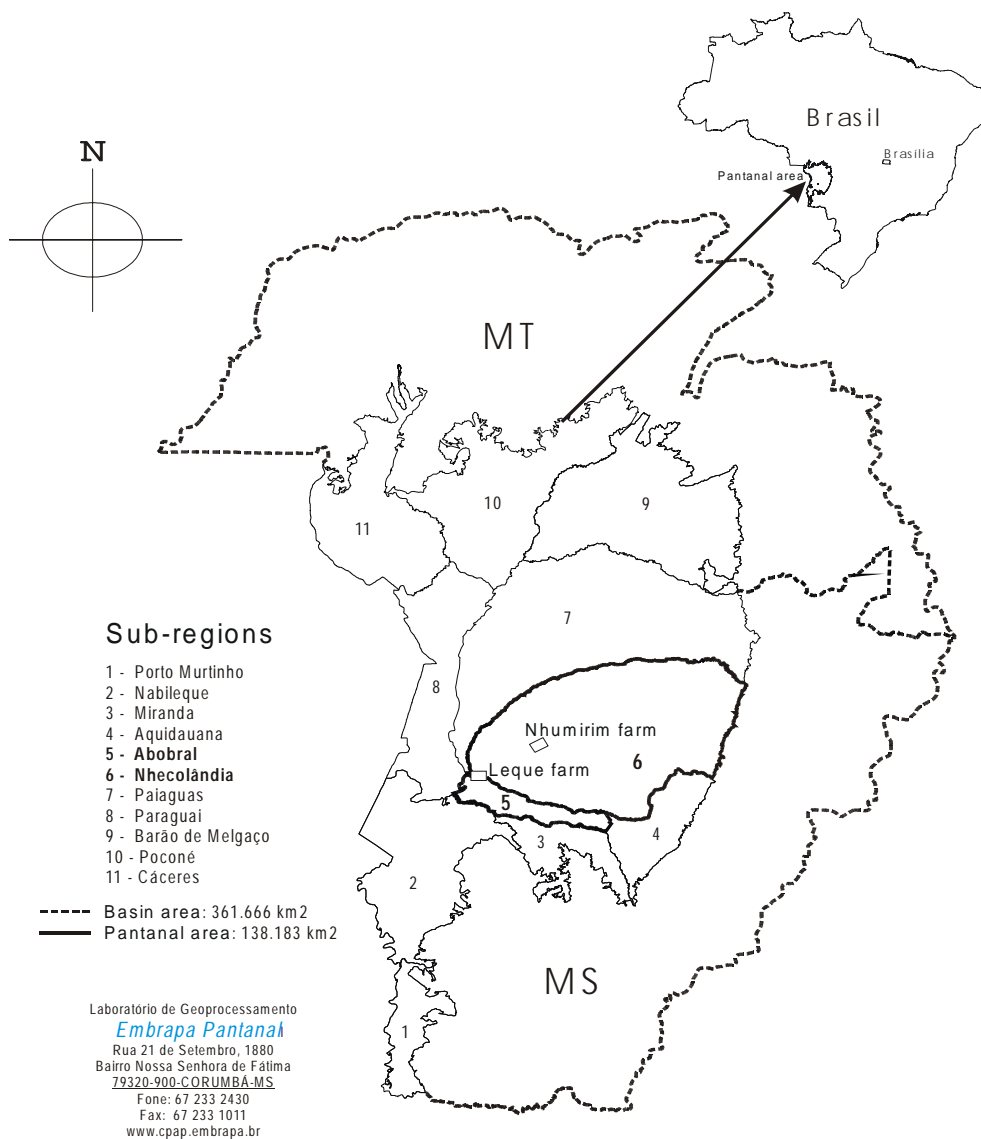 Brasil
Brasília
Pantanal area
N
MT
11
10
9
7
8
Nhumirim farm
6
Leque farm
5
3
4
2
MS
1
Sub-regions
1 - Porto Murtinho
2 - Nabileque
3 - Miranda
4 - Aquidauana
5 - Abobral
6 - Nhecolândia
7 - Paiaguas
8 - Paraguai
9 - Barão de Melgaço
10 - Poconé
11 - Cáceres
Basin area: 361.666 km2
Pantanal area: 138.183 km2
Laboratório de Geoprocessamento
Embrapa Pantanal
Rua 21 de Setembro, 1880
Bairro Nossa Senhora de Fátima
79320-900-CORUMBÁ-MS
Fone: 67 233 2430
Fax: 67 233 1011
www.cpap.embrapa.br